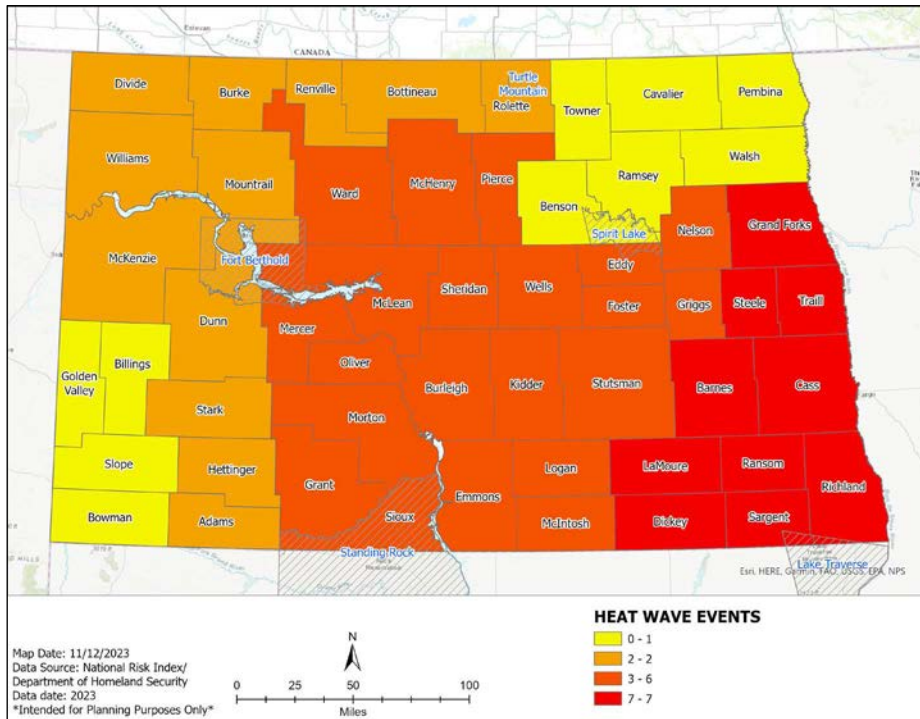 CANADA
Estevan
Divide
Burke
Renville
Bottineau
Turtle
Mountain
Rolette
Towner
Cavalier
Pembina
Williams
Mountrail
Ward
McHenry
Pierce
Benson
Ramsey
Walsh
Spirit Lake
Nelson
Grand Forks
McKenzie
Fort Berthold
McLean
Sheridan
Wells
Eddy
Foster
Griggs
Steele
Traill
Dunn
Mercer
Oliver
Golden
Valley
Billings
Stark
Morton
Burleigh
Kidder
Stutsman
Barnes
Cass
Slope
Hettinger
Grant
Emmons
Logan
LaMoure
Ransom
Richland
Bowman
Adams
Sioux
McIntosh
Dickey
Sargent
Standing Rock
Lake Traverse
Esri, HERE, Garmin, FAO, USGS, EPA, NPS
HEAT WAVE EVENTS
0 - 1
2 - 2
3 - 6
7 - 7
Map Date: 11/12/2023
Data Source: National Risk Index/
Department of Homeland Security
Data date: 2023
*Intended for Planning Purposes Only*
N
0 25 50 100
Miles